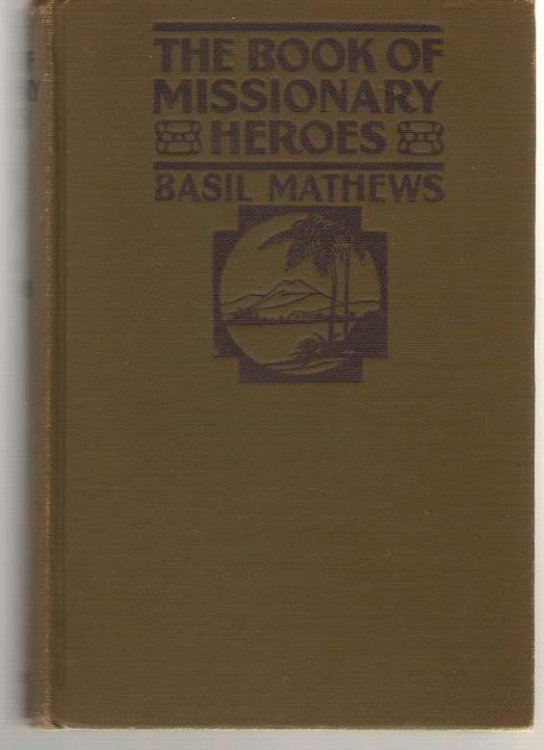 THE BOOK OF
MISSIONARY
HEROES
BASIL MATHEWS